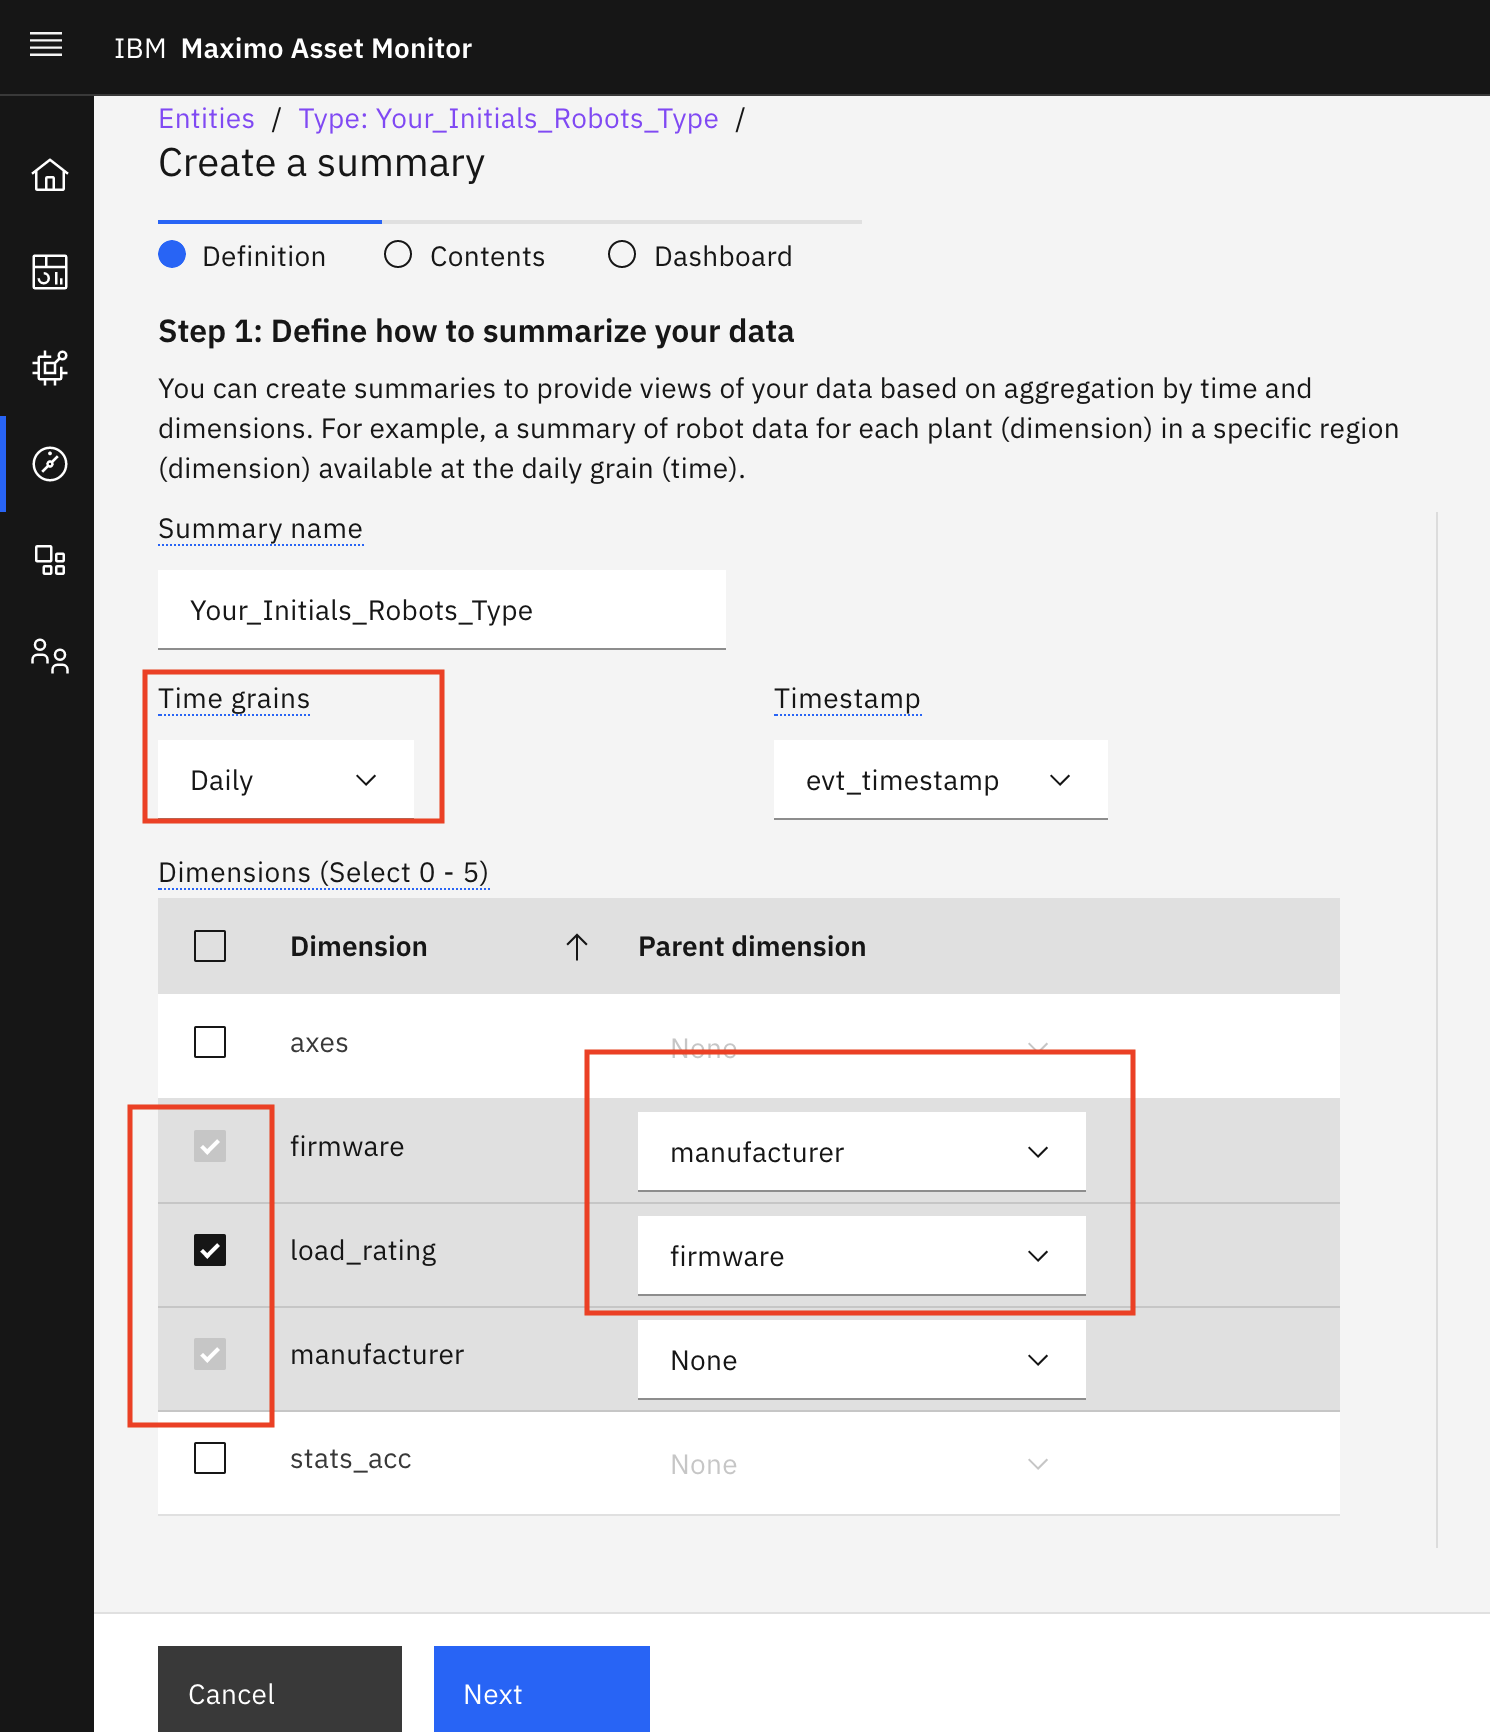 IBM Maximo Asset Monitor
Entities / Type: Your_Initials_Robots_Type /
Create a summary
Definition Contents Dashboard
Step 1: Define how to summarize your data
You can create summaries to provide views of your data based on aggregation by time and
dimensions. For example, a summary of robot data for each plant (dimension) in a specific region
(dimension) available at the daily grain (time).
Summary name
Your_Initials_Robots_Type
Time grains Timestamp
Daily evt_timestamp
Dimensions (Select 0 - 5)
Dimension Parent dimension
axes None
firmware manufacturer
load_rating firmware
manufacturer None
stats_acc None
Cancel Next